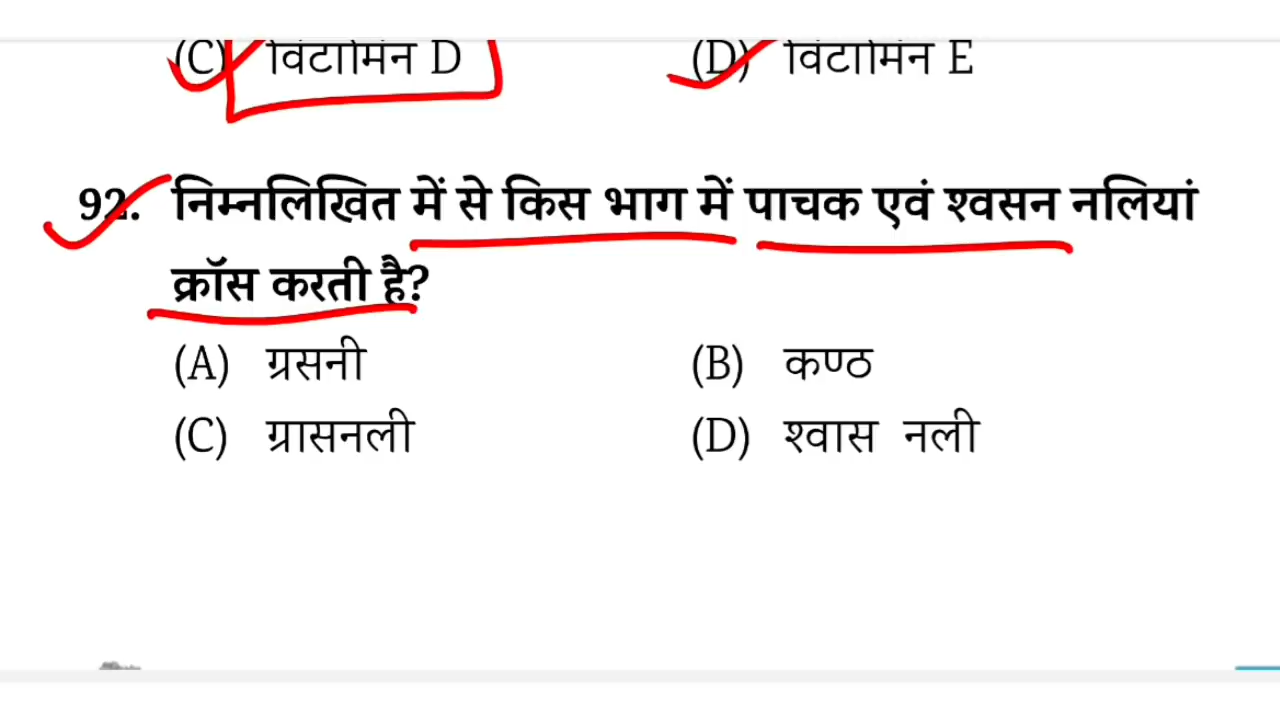 (C) विटामिन D (D) विटामिन E
92. निम्नलिखित में से किस भाग में पाचक एवं श्वसन नलियां
क्रॉस करती है?
(A) ग्रसनी (B) कण्ठ
(C) ग्रासनली (D) श्वास नली